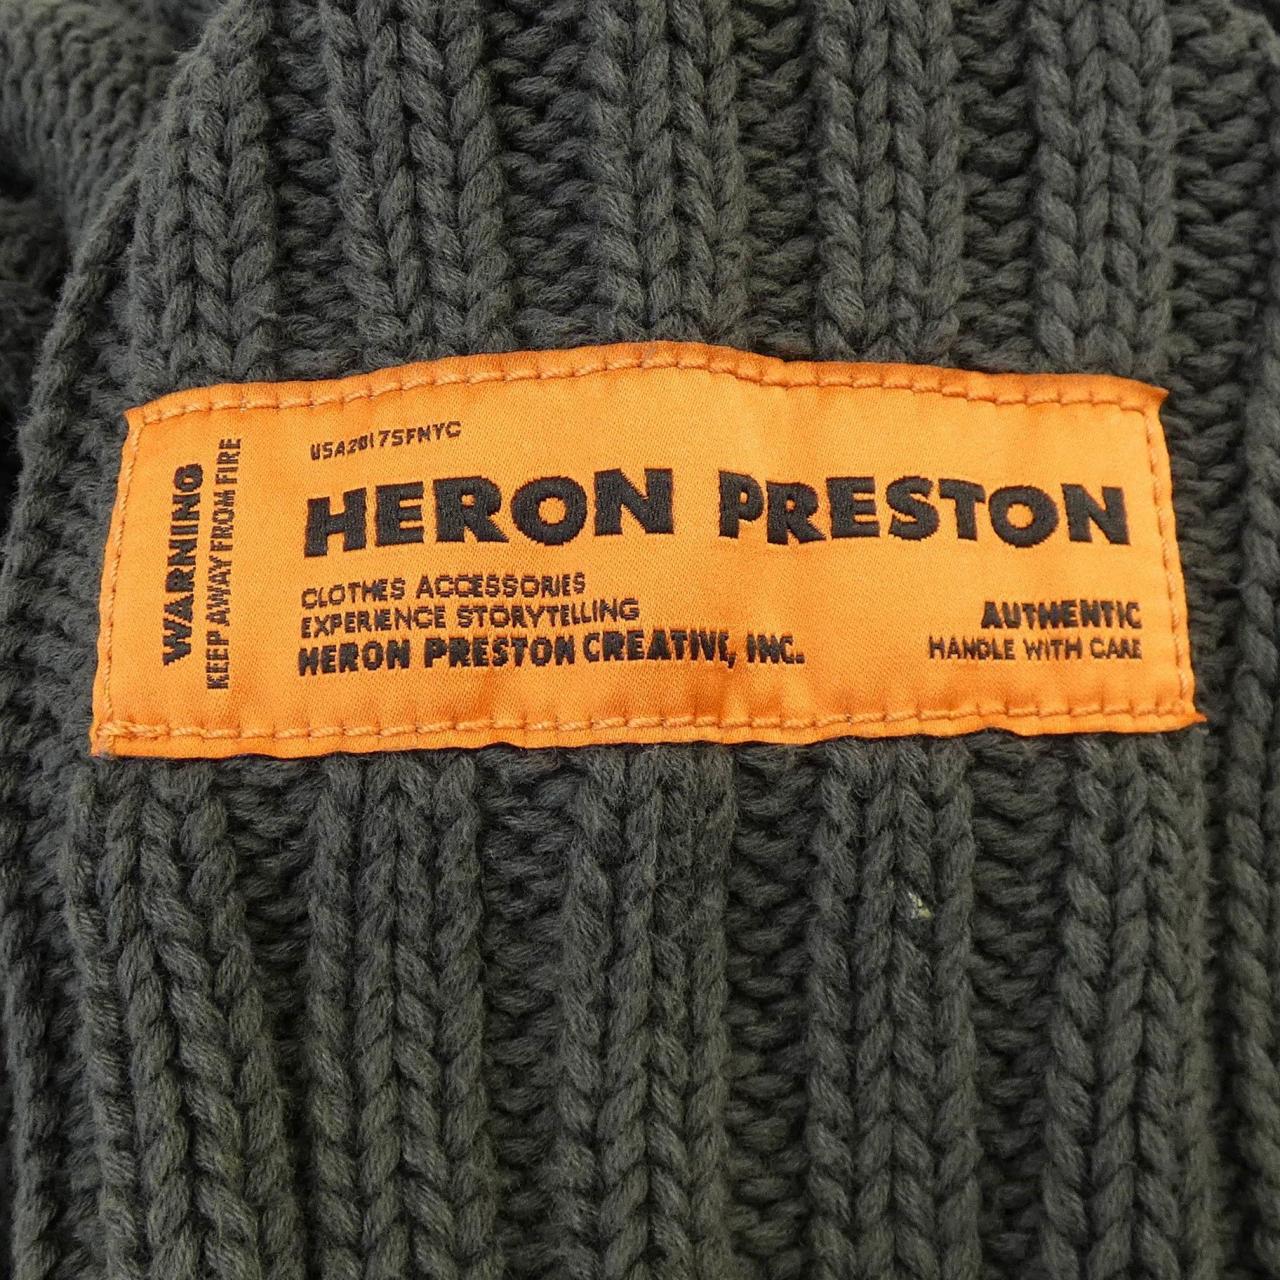 WARNING
KEEP AWAY FROM FIRE
USA2017SFNYC
HERON PRESTON
CLOTHES ACCESSORIES
EXPERIENCE STORYTELLING
HERON PRESTON CREATIVE, INC.
AUTHENTIC
HANDLE WITH CARE